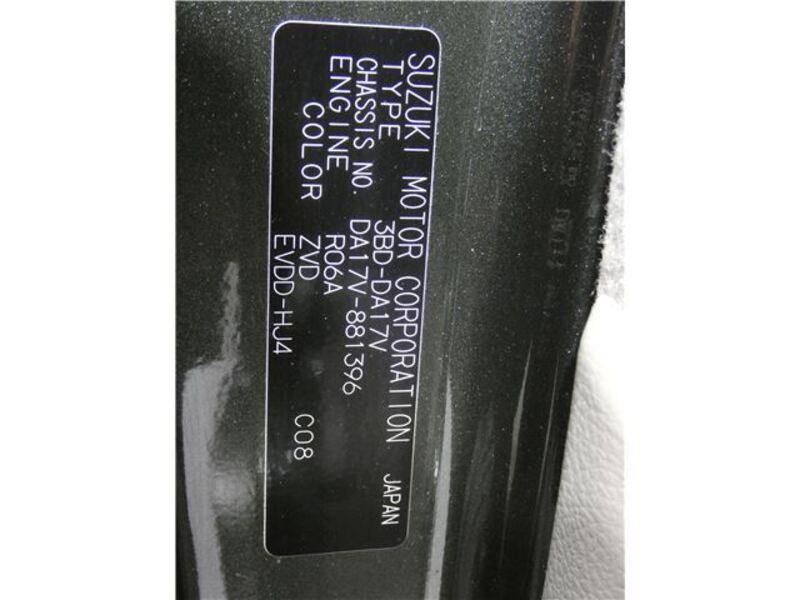 SUZUKI MOTOR CORPORATION JAPAN
TYPE 3BD-DA17V
CHASSIS NO. DA17V-881396
ENGINE R06A
COLOR ZVD C08
EVDD-HJ4